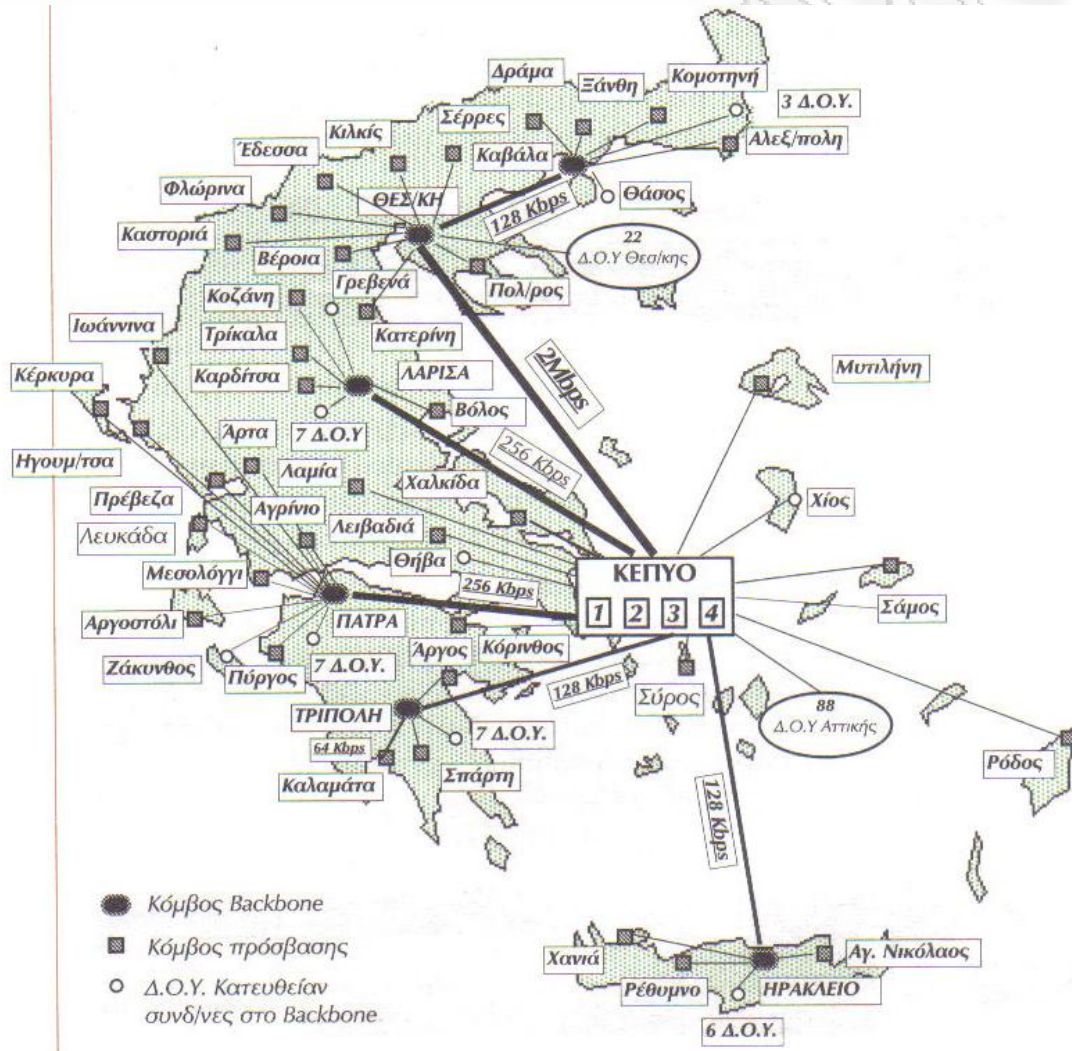 Δράμα
Ξάνθη
Κομοτηνή
3 Δ.Ο.Υ.
Σέρρες
Κιλκίς
Καβάλα
Αλεξ/πολη
Έδεσσα
Φλώρινα
ΘΕΣ/ΚΗ
128 Kbps
Θάσος
Καστοριά
Βέροια
22
Δ.Ο.Υ Θεσ/κης
Γρεβενά
Πολ/ρος
Κοζάνη
Κατερίνη
Ιωάννινα
Τρίκαλα
2Mbps
Κέρκυρα
Καρδίτσα
ΛΑΡΙΣΑ
Μυτιλήνη
Βόλος
7 Δ.Ο.Υ
Άρτα
256 Kbps
Ηγουμ/τσα
Λαμία
Χαλκίδα
Πρέβεζα
Αγρίνιο
Χίος
Λευκάδα
Λειβαδιά
Θήβα
ΚΕΠΥΟ
1 2 3 4
Μεσολόγγι
256 Kbps
Σάμος
Αργοστόλι
ΠΑΤΡΑ
Άργος
Κόρινθος
Ζάκυνθος
Πύργος
7 Δ.Ο.Υ.
128 Kbps
Σύρος
88
Δ.Ο.Υ Αττικής
ΤΡΙΠΟΛΗ
7 Δ.Ο.Υ.
64 Kbps
Ρόδος
Καλαμάτα
Σπάρτη
128 Kbps
Κόμβος Backbone
Κόμβος πρόσβασης
Δ.Ο.Υ. Κατευθείαν
συνδ/νες στο Backbone
Χανιά
Αγ. Νικόλαος
Ρέθυμνο
ΗΡΑΚΛΕΙΟ
6 Δ.Ο.Υ.